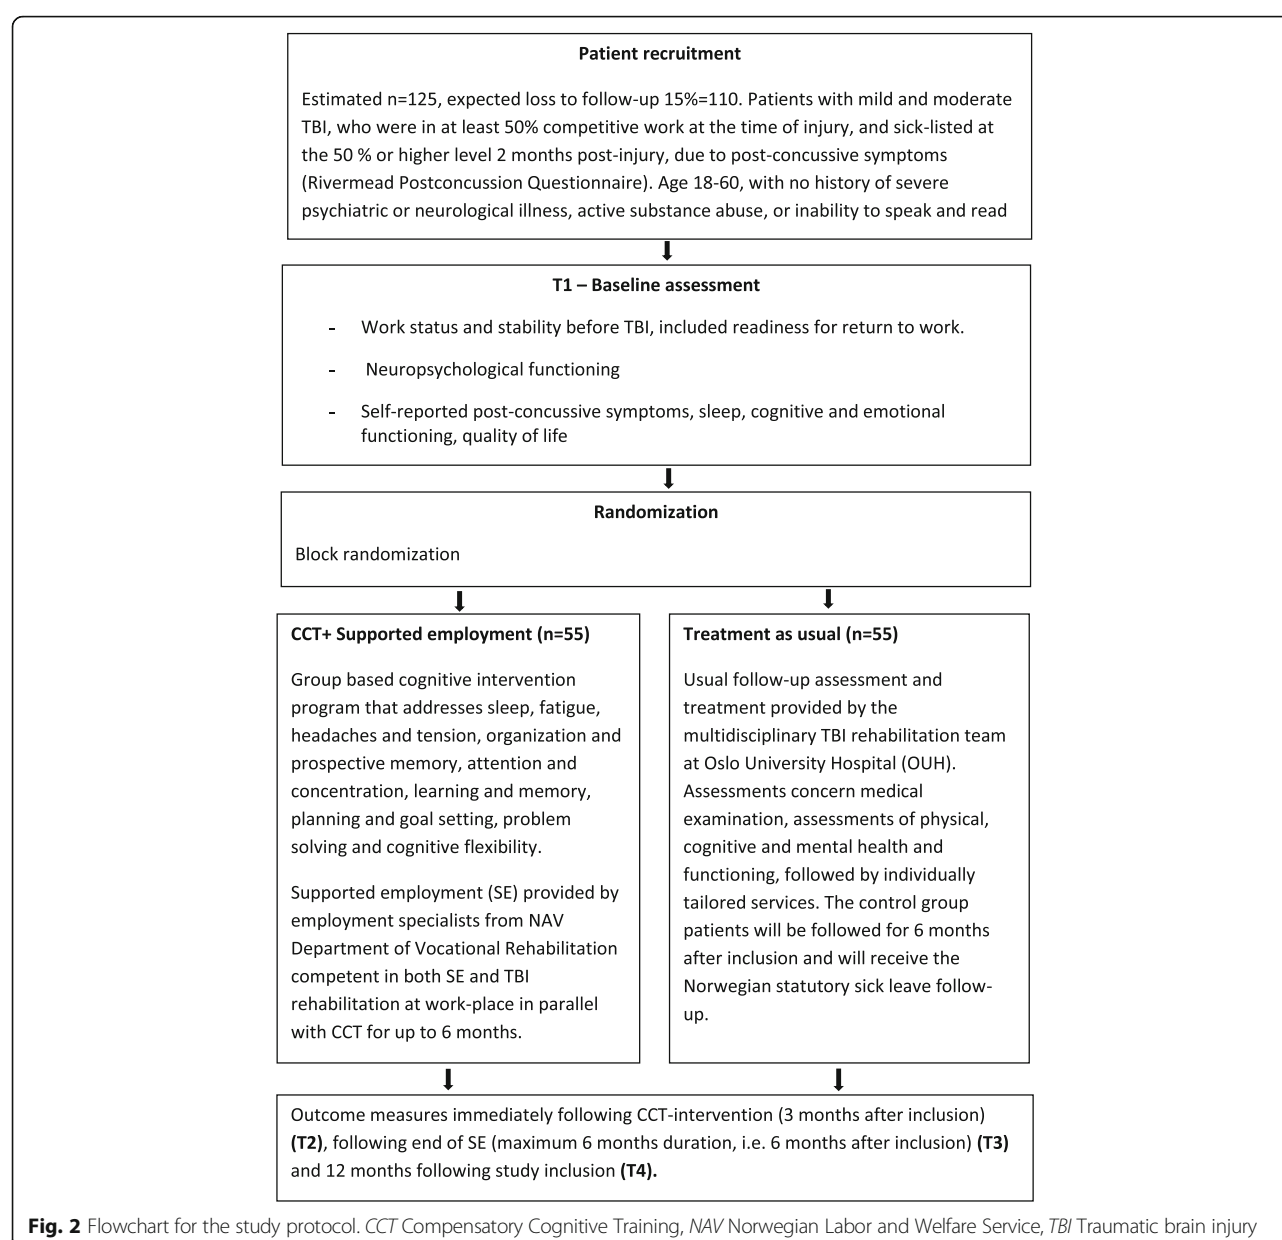 Patient recruitment
Estimated n=125, expected loss to follow-up 15%=110. Patients with mild and moderate
TBI, who were in at least 50% competitive work at the time of injury, and sick-listed at
the 50 % or higher level 2 months post-injury, due to post-concussive symptoms
(Rivermead Postconcussion Questionnaire). Age 18-60, with no history of severe
psychiatric or neurological illness, active substance abuse, or inability to speak and read
T1 – Baseline assessment
- Work status and stability before TBI, included readiness for return to work.
- Neuropsychological functioning
- Self-reported post-concussive symptoms, sleep, cognitive and emotional
functioning, quality of life
Randomization
Block randomization
CCT+ Supported employment (n=55)
Group based cognitive intervention
program that addresses sleep, fatigue,
headaches and tension, organization and
prospective memory, attention and
concentration, learning and memory,
planning and goal setting, problem
solving and cognitive flexibility.
Supported employment (SE) provided by
employment specialists from NAV
Department of Vocational Rehabilitation
competent in both SE and TBI
rehabilitation at work-place in parallel
with CCT for up to 6 months.
Treatment as usual (n=55)
Usual follow-up assessment and
treatment provided by the
multidisciplinary TBI rehabilitation team
at Oslo University Hospital (OUH).
Assessments concern medical
examination, assessments of physical,
cognitive and mental health and
functioning, followed by individually
tailored services. The control group
patients will be followed for 6 months
after inclusion and will receive the
Norwegian statutory sick leave follow-
up.
Outcome measures immediately following CCT-intervention (3 months after inclusion)
(T2), following end of SE (maximum 6 months duration, i.e. 6 months after inclusion) (T3)
and 12 months following study inclusion (T4).
Fig. 2 Flowchart for the study protocol. CCT Compensatory Cognitive Training, NAV Norwegian Labor and Welfare Service, TBI Traumatic brain injury